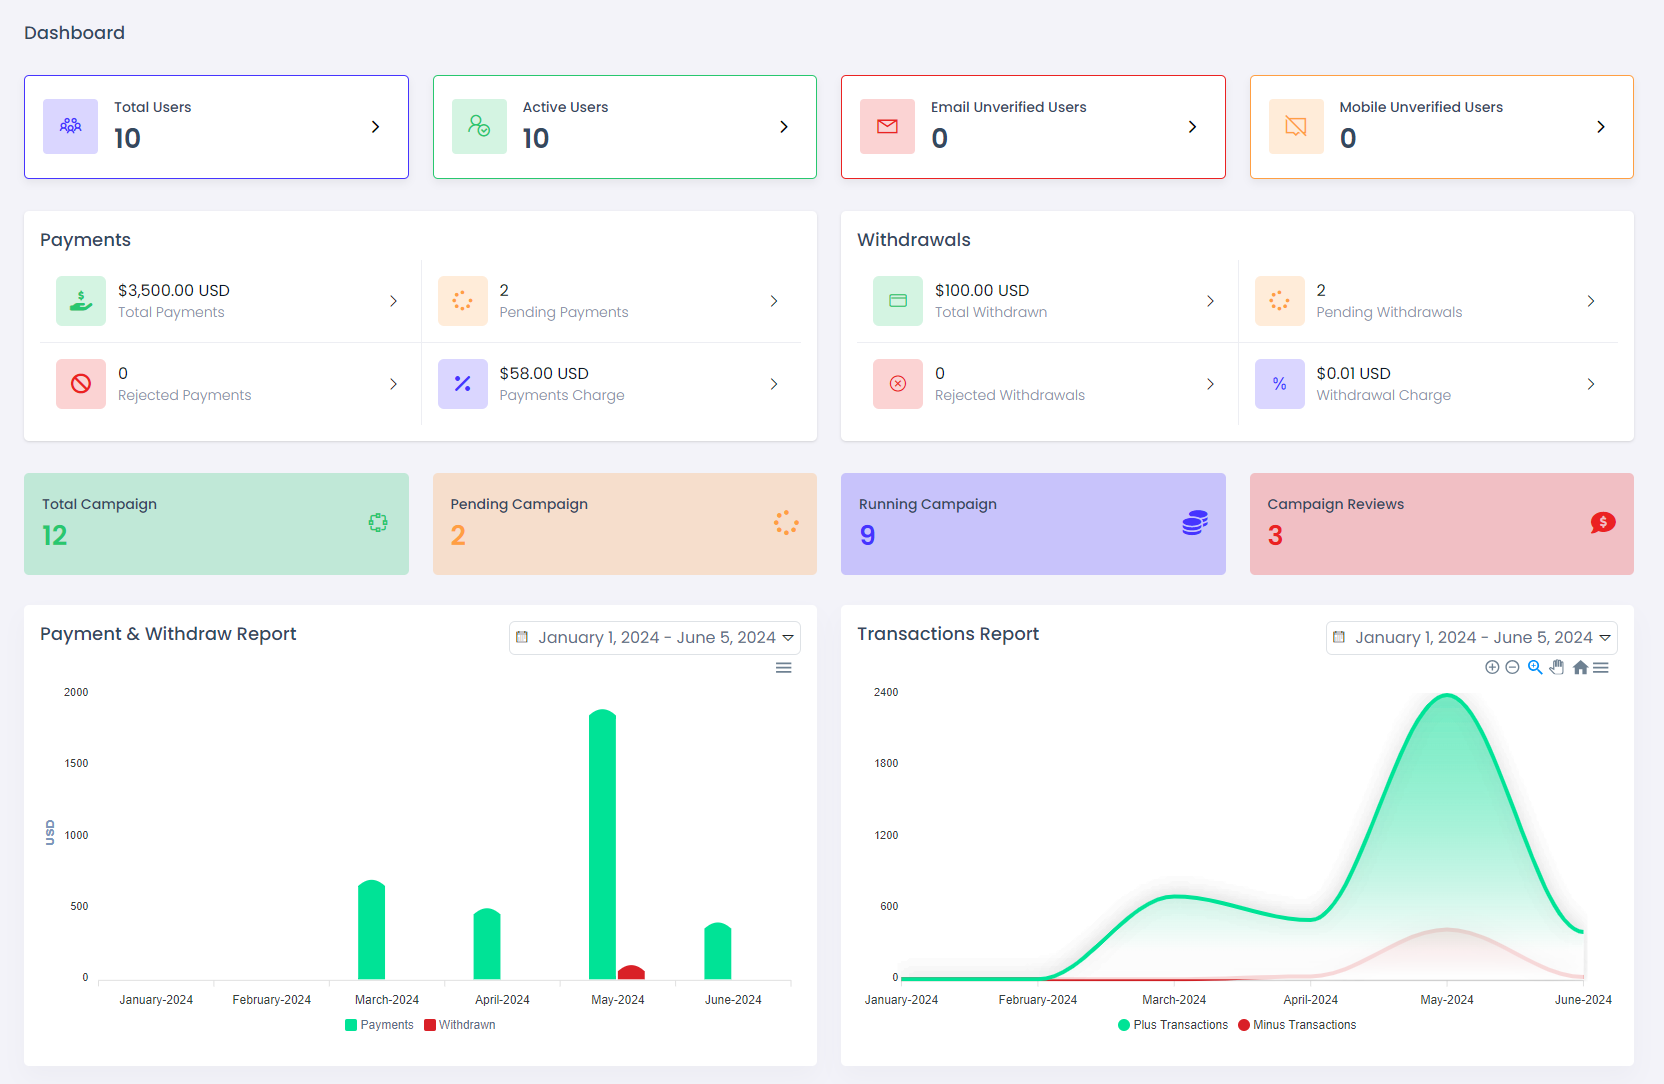 Dashboard
Total Users
10
Active Users
10
Email Unverified Users
0
Mobile Unverified Users
0
Payments
$3,500.00 USD
Total Payments
2
Pending Payments
0
Rejected Payments
$58.00 USD
Payments Charge
Withdrawals
$100.00 USD
Total Withdrawn
2
Pending Withdrawals
0
Rejected Withdrawals
$0.01 USD
Withdrawal Charge
Total Campaign
12
Pending Campaign
2
Running Campaign
9
Campaign Reviews
3
Payment & Withdraw Report
January 1, 2024 - June 5, 2024
2000
1500
1000
500
0
USD
January-2024 February-2024 March-2024 April-2024 May-2024 June-2024
Payments Withdrawn
Transactions Report
January 1, 2024 - June 5, 2024
2400
1800
1200
600
0
January-2024 February-2024 March-2024 April-2024 May-2024 June-2024
Plus Transactions Minus Transactions